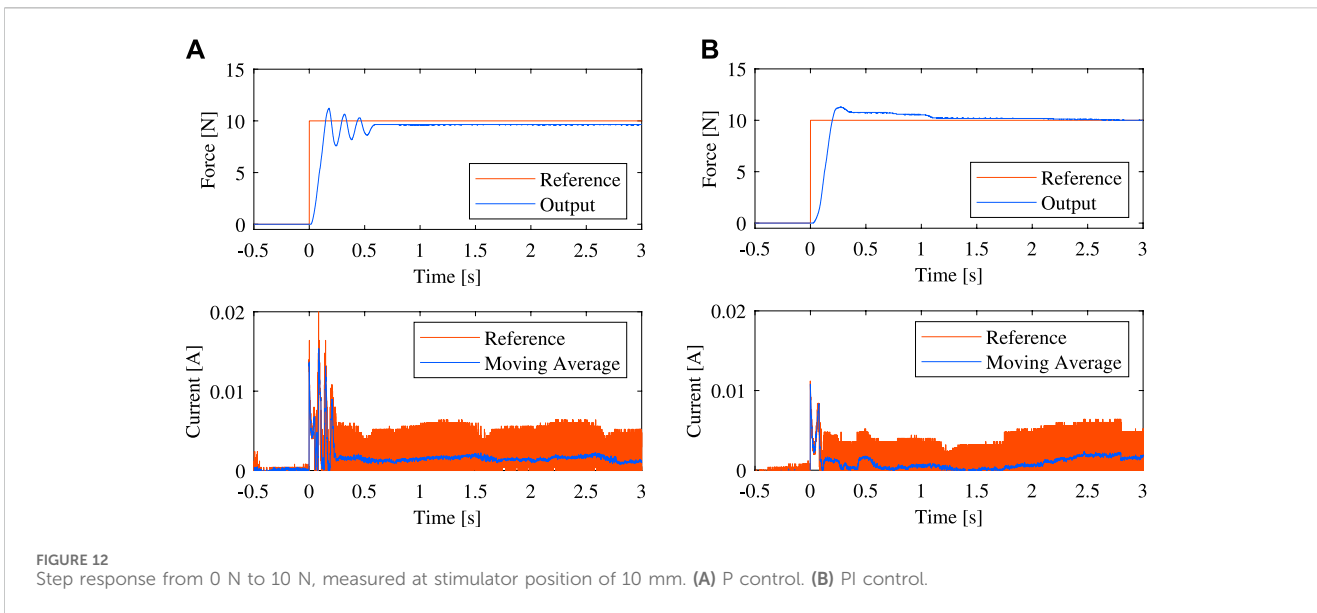 A
B
15
10
5
0
Force [N]
Reference
Output
-0.5 0 0.5 1 1.5 2 2.5 3
Time [s]
15
10
5
0
Force [N]
Reference
Output
-0.5 0 0.5 1 1.5 2 2.5 3
Time [s]
0.02
0.01
0
Current [A]
Reference
Moving Average
-0.5 0 0.5 1 1.5 2 2.5 3
Time [s]
0.02
0.01
0
Current [A]
Reference
Moving Average
-0.5 0 0.5 1 1.5 2 2.5 3
Time [s]
FIGURE 12
Step response from 0 N to 10 N, measured at stimulator position of 10 mm. (A) P control. (B) PI control.